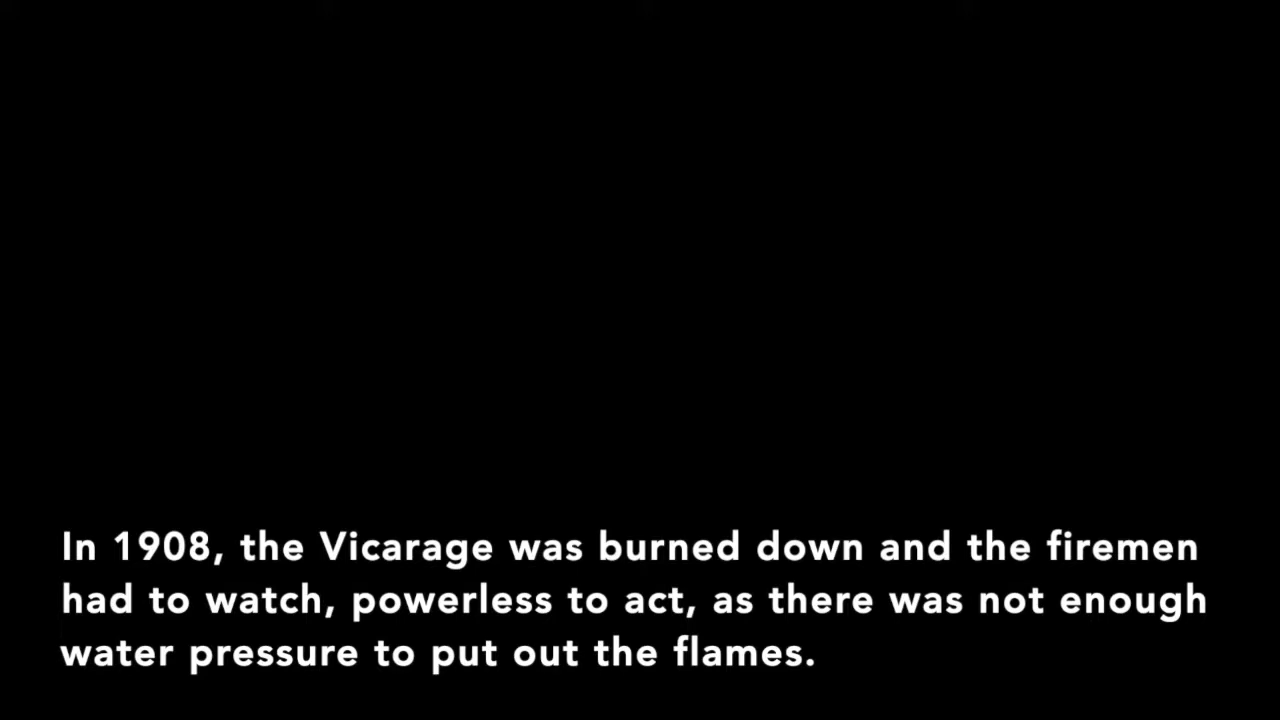 In 1908, the Vicarage was burned down and the firemen
had to watch, powerless to act, as there was not enough
water pressure to put out the flames.